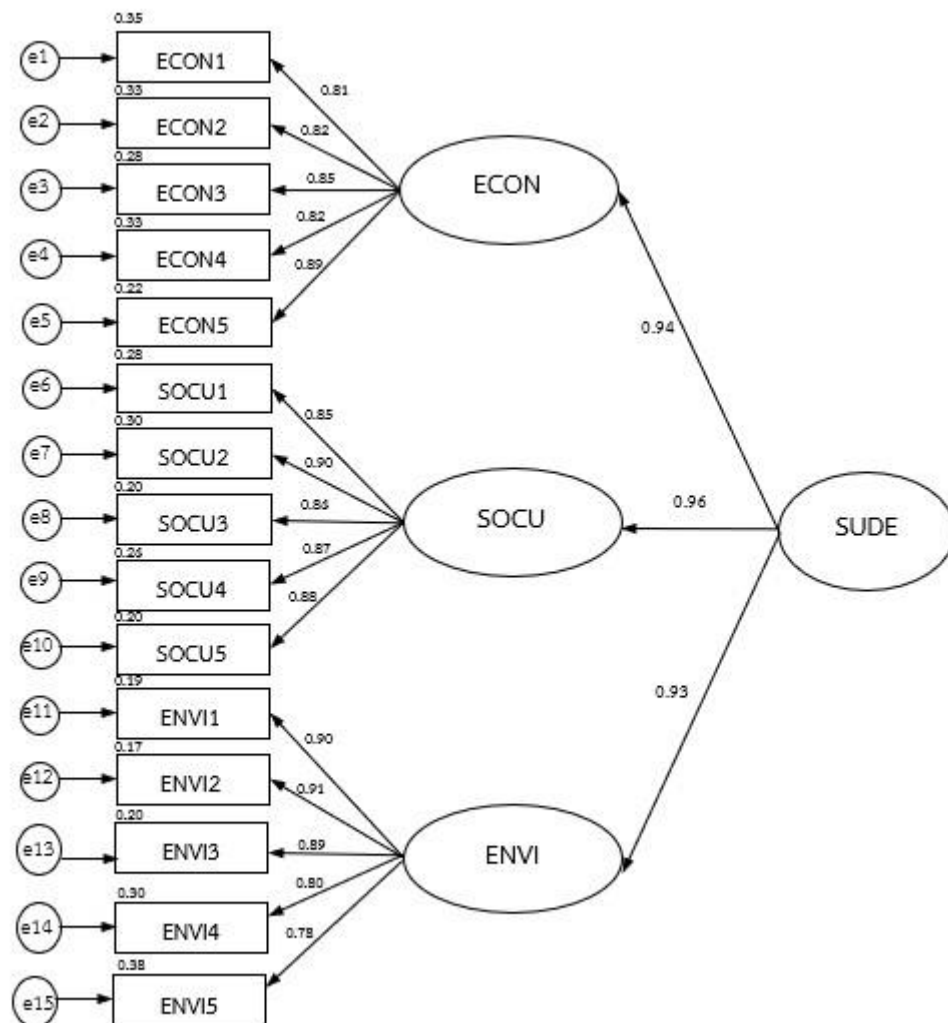 0.35
e1
ECON1
0.81
0.33
e2
ECON2
0.82
0.28
e3
ECON3
0.85
0.33
e4
ECON4
0.82
0.22
e5
ECON5
0.89
ECON
0.94
0.28
e6
SOCU1
0.85
0.30
e7
SOCU2
0.90
0.20
e8
SOCU3
0.86
0.25
e9
SOCU4
0.87
0.20
e10
SOCU5
0.88
SOCU
0.96
SUDE
0.19
e11
ENVI1
0.90
0.17
e12
ENVI2
0.91
0.20
e13
ENVI3
0.89
0.30
e14
ENVI4
0.80
0.38
e15
ENVI5
0.78
ENVI
0.93